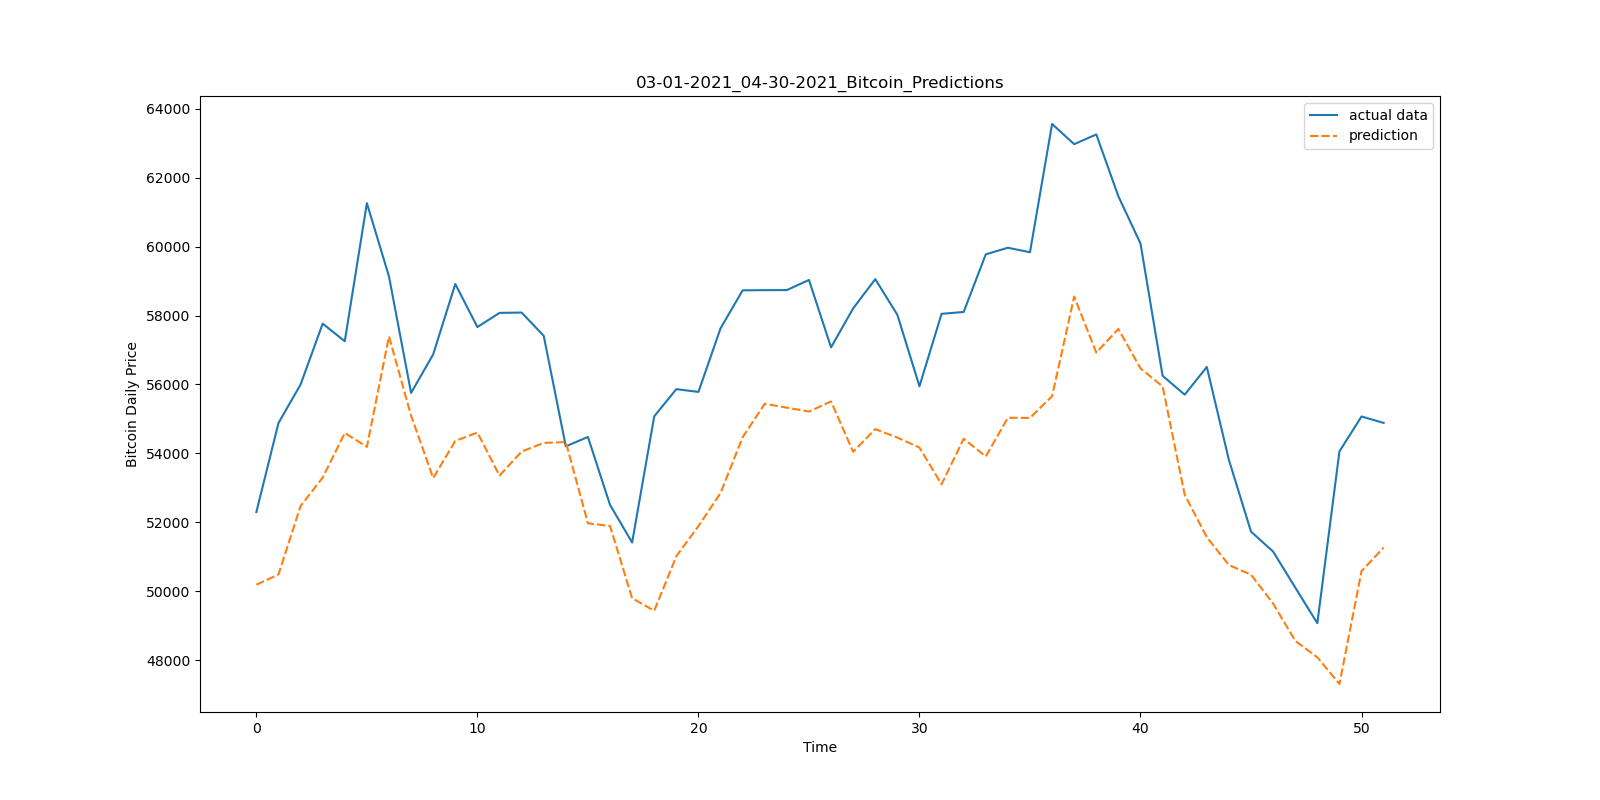 03-01-2021_04-30-2021_Bitcoin_Predictions
actual data
prediction
Bitcoin Daily Price
64000
62000
60000
58000
56000
54000
52000
50000
48000
0 10 20 30 40 50
Time